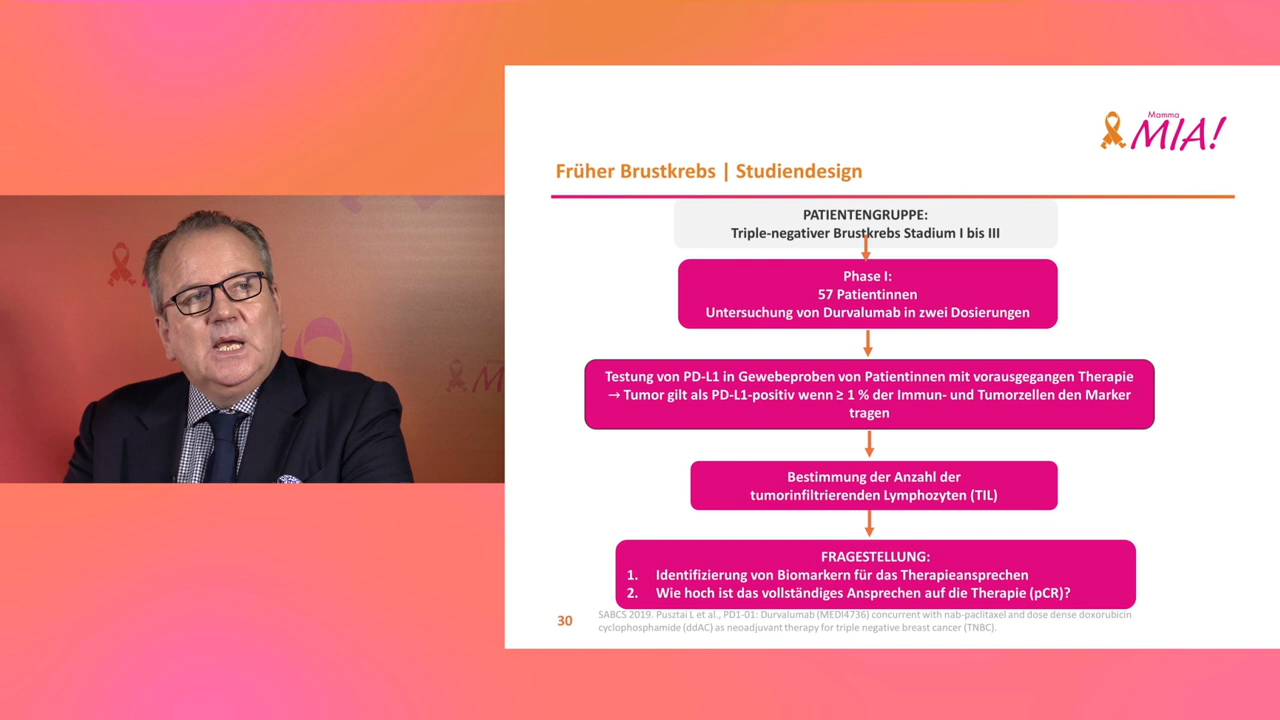 Mamma
MIA!
Früher Brustkrebs | Studiendesign
PATIENTENGRUPPE:
Triple-negativer Brustkrebs Stadium I bis III
Phase I:
57 Patientinnen
Untersuchung von Durvalumab in zwei Dosierungen
Testung von PD-L1 in Gewebeproben von Patientinnen mit vorausgegangen Therapie
→ Tumor gilt als PD-L1-positiv wenn ≥ 1 % der Immun- und Tumorzellen den Marker
tragen
Bestimmung der Anzahl der
tumorinfiltrierenden Lymphozyten (TIL)
FRAGESTELLUNG:
1. Identifizierung von Biomarkern für das Therapieansprechen
2. Wie hoch ist das vollständiges Ansprechen auf die Therapie (pCR)?
30
SABCS 2019. Pusztai L et al., PD1-01: Durvalumab (MEDI4736) concurrent with nab-paclitaxel and dose dense doxorubicin
cyclophosphamide (ddAC) as neoadjuvant therapy for triple negative breast cancer (TNBC).